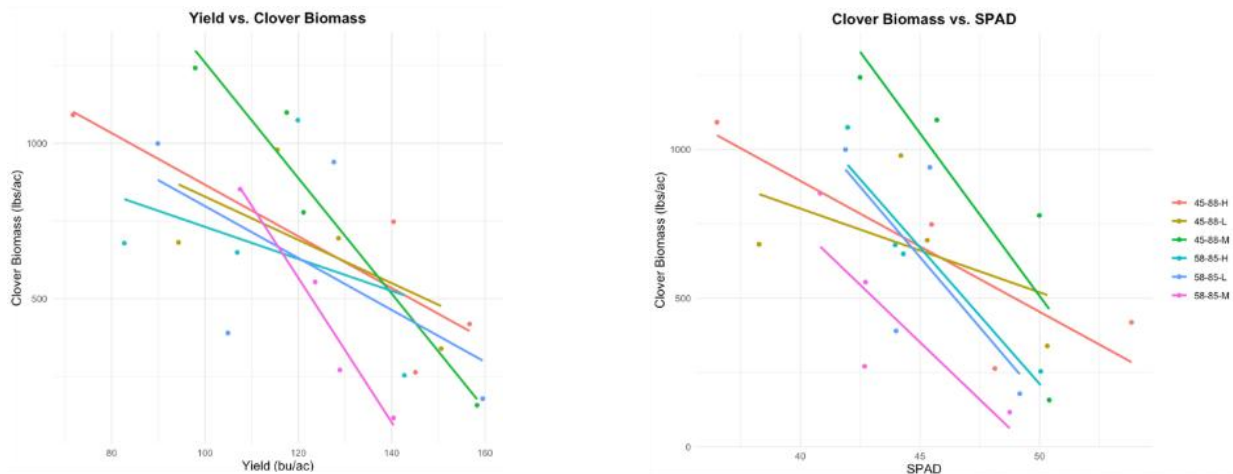 Yield vs. Clover Biomass
Clover Biomass (lbs/ac)
1000
500
80
100
120
140
160
Yield (bu/ac)
Clover Biomass vs. SPAD
Clover Biomass (lbs/ac)
1000
500
0
40
45
50
SPAD
45-88-H
45-88-L
45-88-M
58-85-H
58-85-L
58-85-M